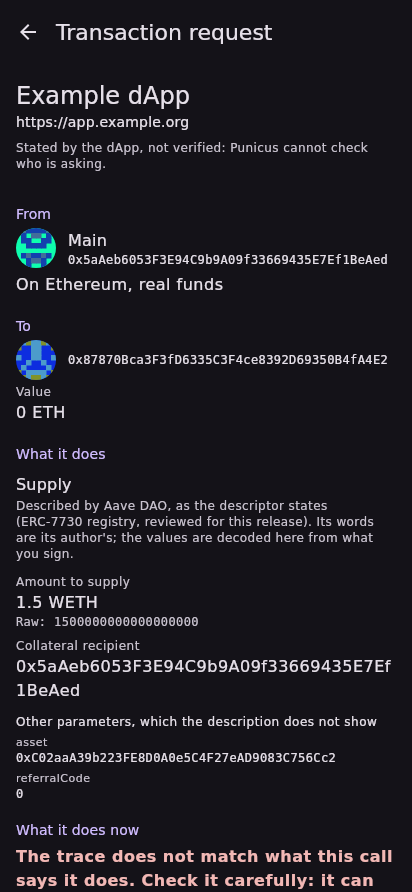 Transaction request
Example dApp
https://app.example.org
Stated by the dApp, not verified: Punicus cannot check
who is asking.
From
Main
0x5aAeb6053F3E94C9b9A09f33669435E7Ef1BeAed
On Ethereum, real funds
To
0x87870Bca3F3fD6335C3F4ce8392D69350B4fA4E2
Value
0 ETH
What it does
Supply
Described by Aave DAO, as the descriptor states
(ERC-7730 registry, reviewed for this release). Its words
are its author's; the values are decoded here from what
you sign.
Amount to supply
1.5 WETH
Raw: 1500000000000000000
Collateral recipient
0x5aAeb6053F3E94C9b9A09f33669435E7Ef
1BeAed
Other parameters, which the description does not show
asset
0xC02aaA39b223FE8D0A0e5C4F27eAD9083C756Cc2
referralCode
0
What it does now
The trace does not match what this call
says it does. Check it carefully: it can